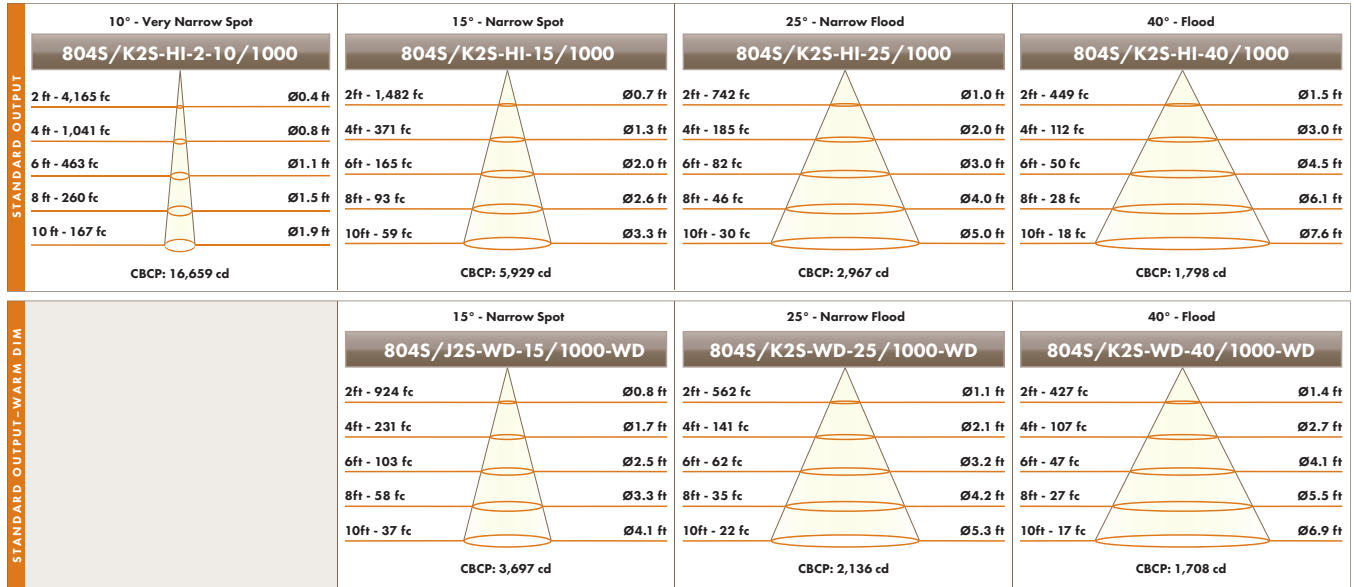 STANDARD OUTPUT
10° - Very Narrow Spot
804S/K2S-HI-2-10/1000
2 ft - 4,165 fc Ø0.4 ft
4 ft - 1,041 fc Ø0.8 ft
6 ft - 463 fc Ø1.1 ft
8 ft - 260 fc Ø1.5 ft
10 ft - 167 fc Ø1.9 ft
CBCP: 16,659 cd
15° - Narrow Spot
804S/K2S-HI-15/1000
2ft - 1,482 fc Ø0.7 ft
4ft - 371 fc Ø1.3 ft
6ft - 165 fc Ø2.0 ft
8ft - 93 fc Ø2.6 ft
10ft - 59 fc Ø3.3 ft
CBCP: 5,929 cd
25° - Narrow Flood
804S/K2S-HI-25/1000
2ft - 742 fc Ø1.0 ft
4ft - 185 fc Ø2.0 ft
6ft - 82 fc Ø3.0 ft
8ft - 46 fc Ø4.0 ft
10ft - 30 fc Ø5.0 ft
CBCP: 2,967 cd
40° - Flood
804S/K2S-HI-40/1000
2ft - 449 fc Ø1.5 ft
4ft - 112 fc Ø3.0 ft
6ft - 50 fc Ø4.5 ft
8ft - 28 fc Ø6.1 ft
10ft - 18 fc Ø7.6 ft
CBCP: 1,798 cd
STANDARD OUTPUT–WARM DIM
15° - Narrow Spot
804S/J2S-WD-15/1000-WD
2ft - 924 fc Ø0.8 ft
4ft - 231 fc Ø1.7 ft
6ft - 103 fc Ø2.5 ft
8ft - 58 fc Ø3.3 ft
10ft - 37 fc Ø4.1 ft
CBCP: 3,697 cd
25° - Narrow Flood
804S/K2S-WD-25/1000-WD
2ft - 562 fc Ø1.1 ft
4ft - 141 fc Ø2.1 ft
6ft - 62 fc Ø3.2 ft
8ft - 35 fc Ø4.2 ft
10ft - 22 fc Ø5.3 ft
CBCP: 2,136 cd
40° - Flood
804S/K2S-WD-40/1000-WD
2ft - 427 fc Ø1.4 ft
4ft - 107 fc Ø2.7 ft
6ft - 47 fc Ø4.1 ft
8ft - 27 fc Ø5.5 ft
10ft - 17 fc Ø6.9 ft
CBCP: 1,708 cd